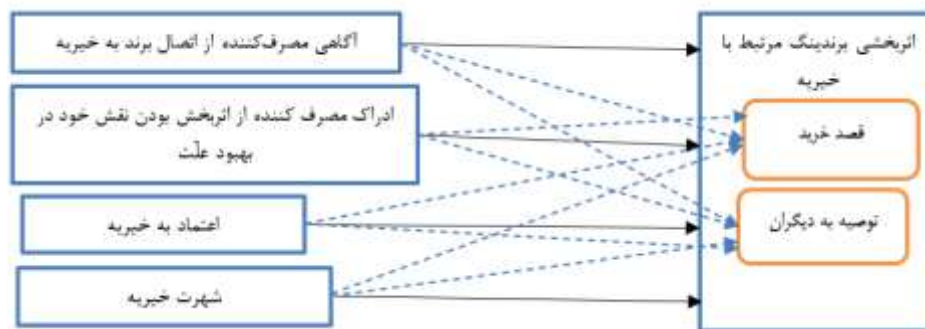 آگاهی مصرف‌کننده از اتصال برند به خیریه
ادراک مصرف کننده از اثربخش بودن نقش خود در
بهبود علّت
اعتماد به خیریه
شهرت خیریه
اثربخشی برندینگ مرتبط با
خیریه
قصد خرید
توصیه به دیگران